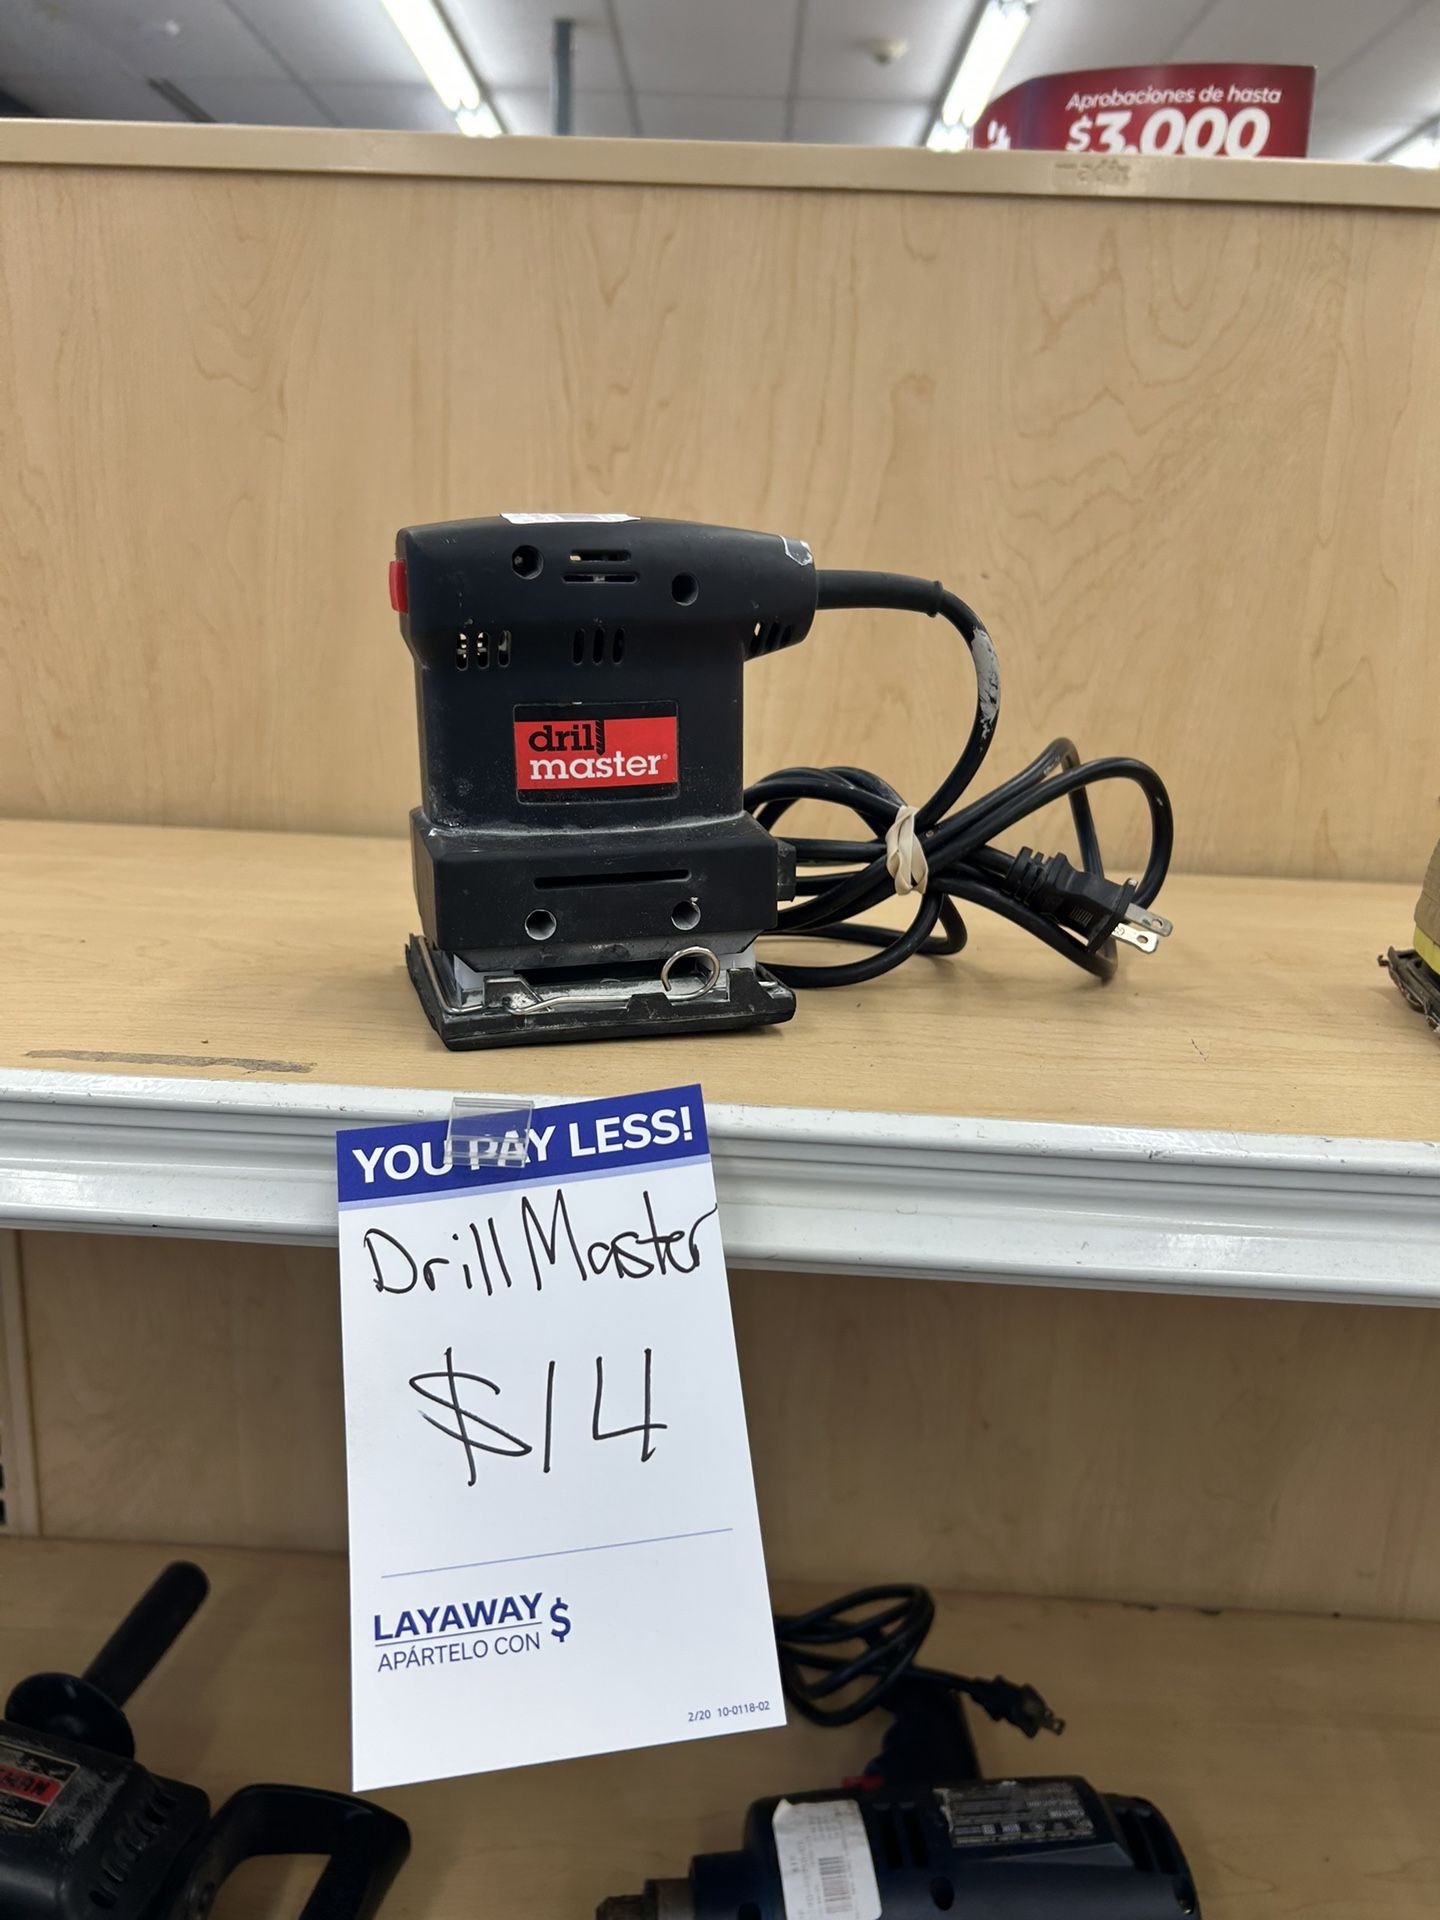 Aprobaciones de hasta
$3,000
drill
master
YOU PAY LESS!
Drill Master
$14
LAYAWAY $
APÁRTELO CON
2/20 10-0118-02